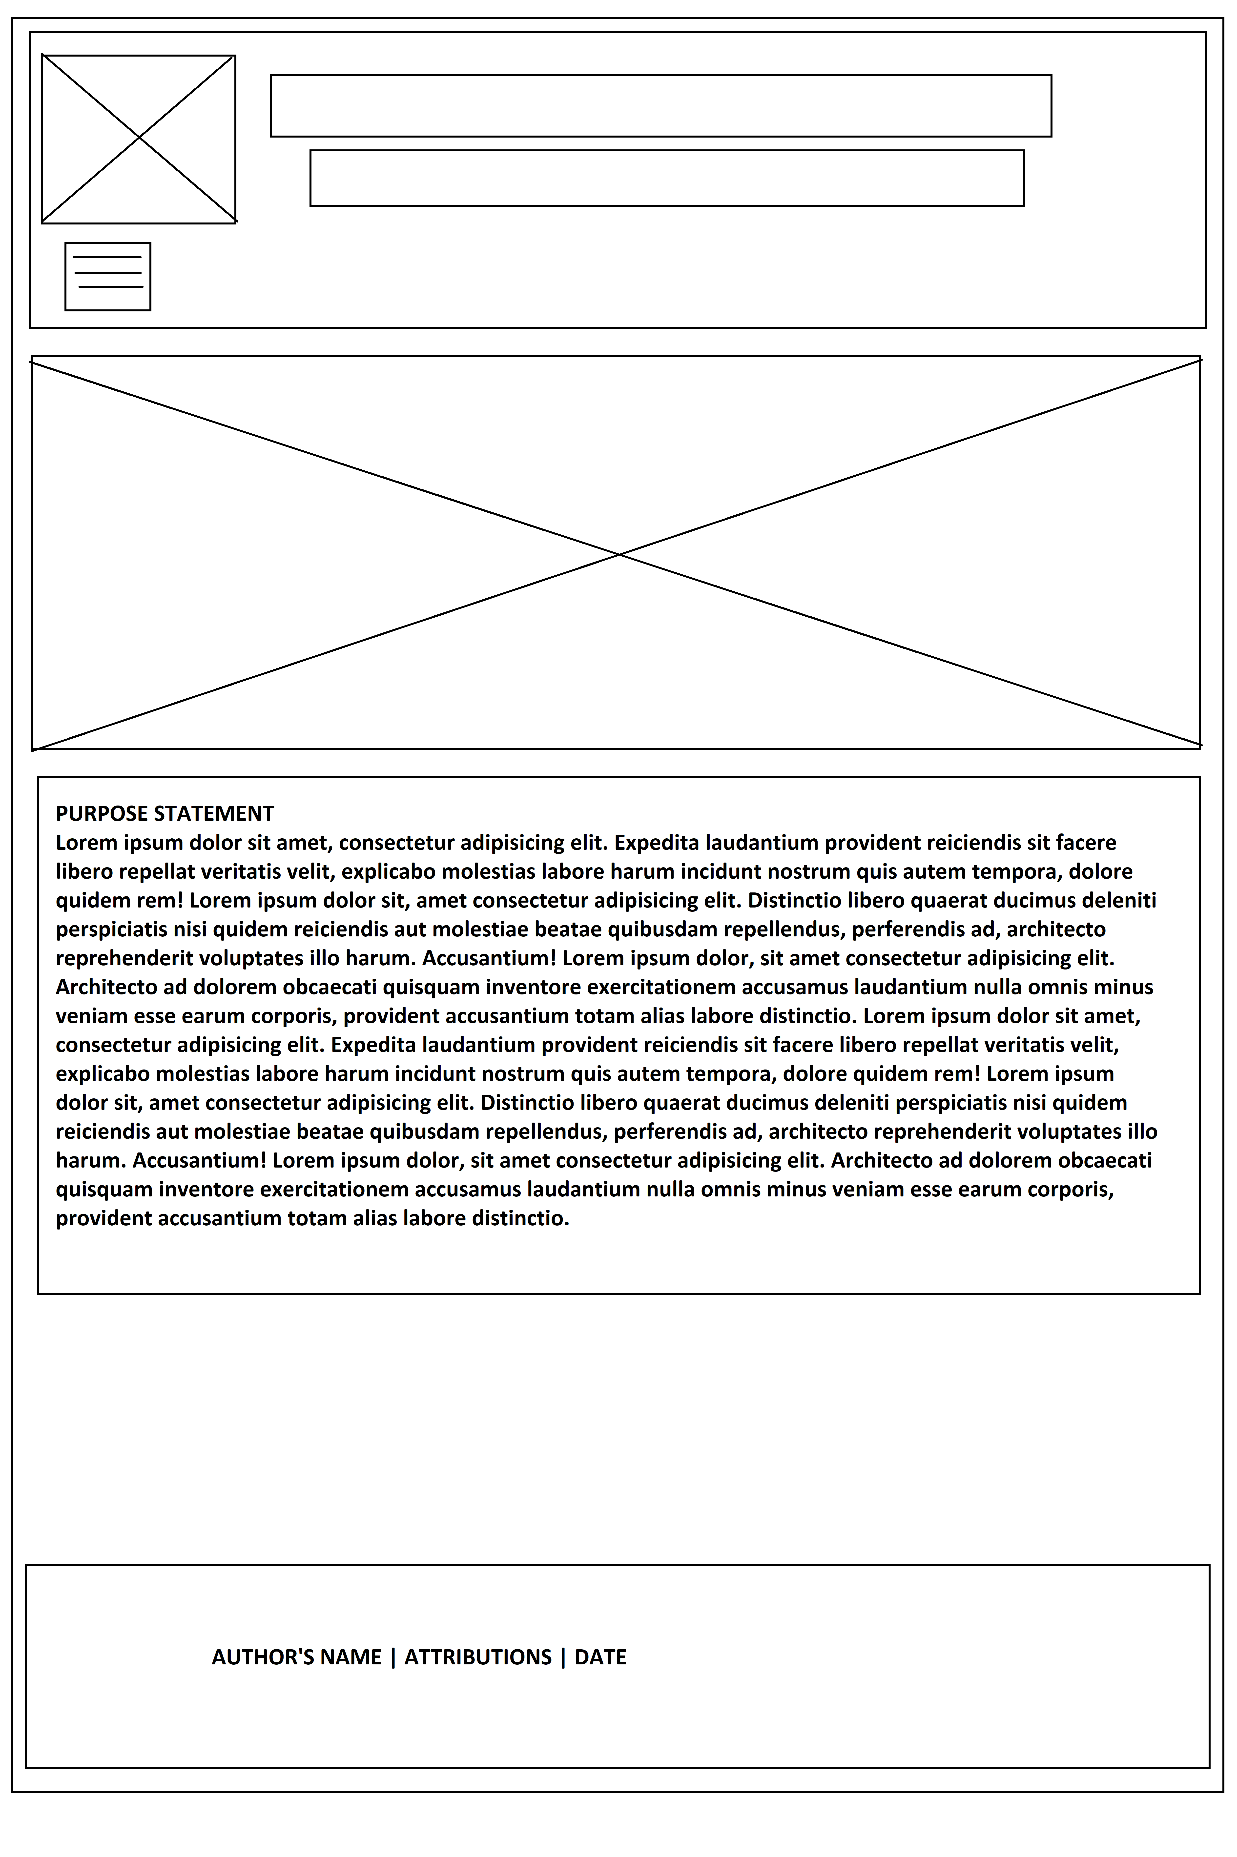 PURPOSE STATEMENT
Lorem ipsum dolor sit amet, consectetur adipisicing elit. Expedita laudantium provident reiciendis sit facere
libero repellat veritatis velit, explicabo molestias labore harum incidunt nostrum quis autem tempora, dolore
quidem rem! Lorem ipsum dolor sit, amet consectetur adipisicing elit. Distinctio libero quaerat ducimus deleniti
perspiciatis nisi quidem reiciendis aut molestiae beatae quibusdam repellendus, perferendis ad, architecto
reprehenderit voluptates illo harum. Accusantium! Lorem ipsum dolor, sit amet consectetur adipisicing elit.
Architecto ad dolorem obcaecati quisquam inventore exercitationem accusamus laudantium nulla omnis minus
veniam esse earum corporis, provident accusantium totam alias labore distinctio. Lorem ipsum dolor sit amet,
consectetur adipisicing elit. Expedita laudantium provident reiciendis sit facere libero repellat veritatis velit,
explicabo molestias labore harum incidunt nostrum quis autem tempora, dolore quidem rem! Lorem ipsum
dolor sit, amet consectetur adipisicing elit. Distinctio libero quaerat ducimus deleniti perspiciatis nisi quidem
reiciendis aut molestiae beatae quibusdam repellendus, perferendis ad, architecto reprehenderit voluptates illo
harum. Accusantium! Lorem ipsum dolor, sit amet consectetur adipisicing elit. Architecto ad dolorem obcaecati
quisquam inventore exercitationem accusamus laudantium nulla omnis minus veniam esse earum corporis,
provident accusantium totam alias labore distinctio.
AUTHOR'S NAME | ATTRIBUTIONS | DATE